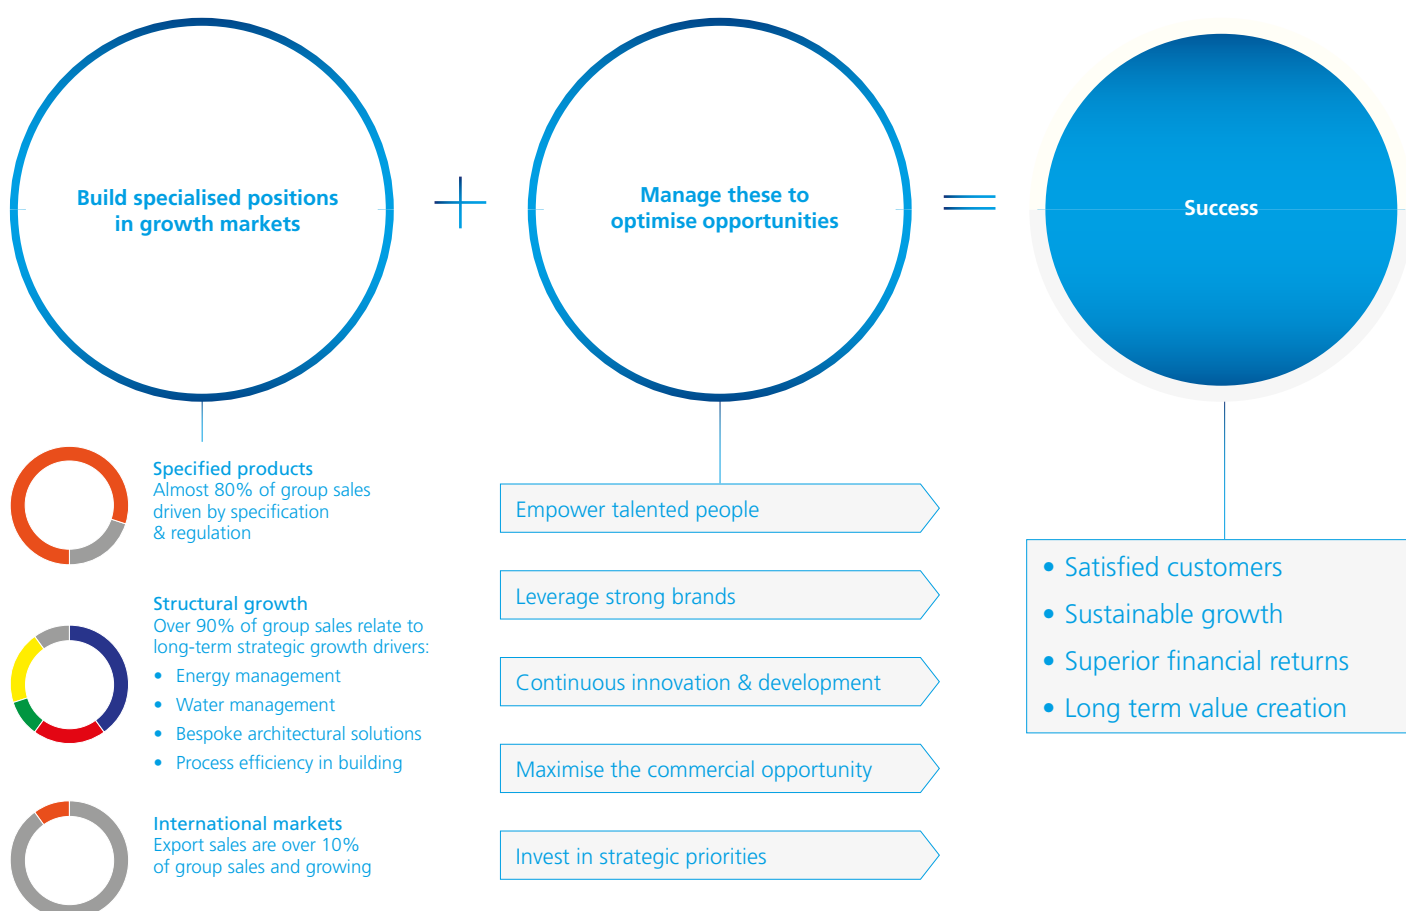 Build specialised positions
in growth markets
Manage these to
optimise opportunities
Success
Specified products
Almost 80% of group sales
driven by specification
& regulation
Structural growth
Over 90% of group sales relate to
long-term strategic growth drivers:
• Energy management
• Water management
• Bespoke architectural solutions
• Process efficiency in building
International markets
Export sales are over 10%
of group sales and growing
Empower talented people
Leverage strong brands
Continuous innovation & development
Maximise the commercial opportunity
Invest in strategic priorities
• Satisfied customers
• Sustainable growth
• Superior financial returns
• Long term value creation